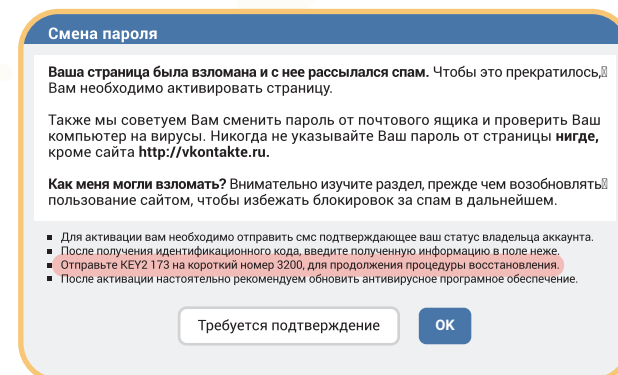 Смена пароля
Ваша страница была взломана и с нее рассылался спам. Чтобы это прекратилось,
Вам необходимо активировать страницу.
Также мы советуем Вам сменить пароль от почтового ящика и проверить Ваш
компьютер на вирусы. Никогда не указывайте Ваш пароль от страницы нигде,
кроме сайта http://vkontakte.ru.
Как меня могли взломать? Внимательно изучите раздел, прежде чем возобновлять
пользование сайтом, чтобы избежать блокировок за спам в дальнейшем.
Для активации вам необходимо отправить смс подтверждающее ваш статус владельца аккаунта.
После получения идентификационного кода, введите полученную информацию в поле неже.
Отправьте KEY2 173 на короткий номер 3200, для продолжения процедуры восстановления.
После активации настоятельно рекомендуем обновить антивирусное програмное обеспечение.
Требуется подтверждение
OK